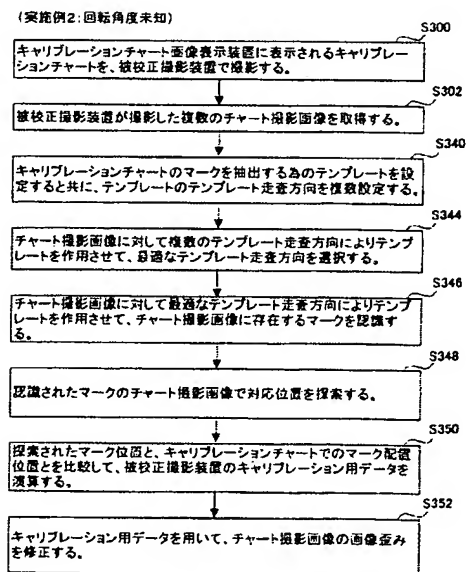 (実施例2:回転角度未知)
S300
キャリブレーションチャート画像表示装置に表示されるキャリブレー
ションチャートを、被校正撮影装置で撮影する。
S302
被校正撮影装置が撮影した複数のチャート撮影画像を取得する。
S340
キャリブレーションチャートのマークを抽出する為のテンプレートを設
定すると共に、テンプレートのテンプレート走査方向を複数設定する。
S344
チャート撮影画像に対して複数のテンプレート走査方向によりテンプ
レートを作用させて、最適なテンプレート走査方向を選択する。
S346
チャート撮影画像に対して最適なテンプレート走査方向によりテンプ
レートを作用させて、チャート撮影画像に存在するマークを認識す
る。
S348
認識されたマークのチャート撮影画像で対応位置を探索する。
S350
探索されたマーク位置と、キャリブレーションチャートでのマーク配置
位置とを比較して、被校正撮影装置のキャリブレーション用データを
演算する。
S352
キャリブレーション用データを用いて、チャート撮影画像の画像歪み
を修正する。